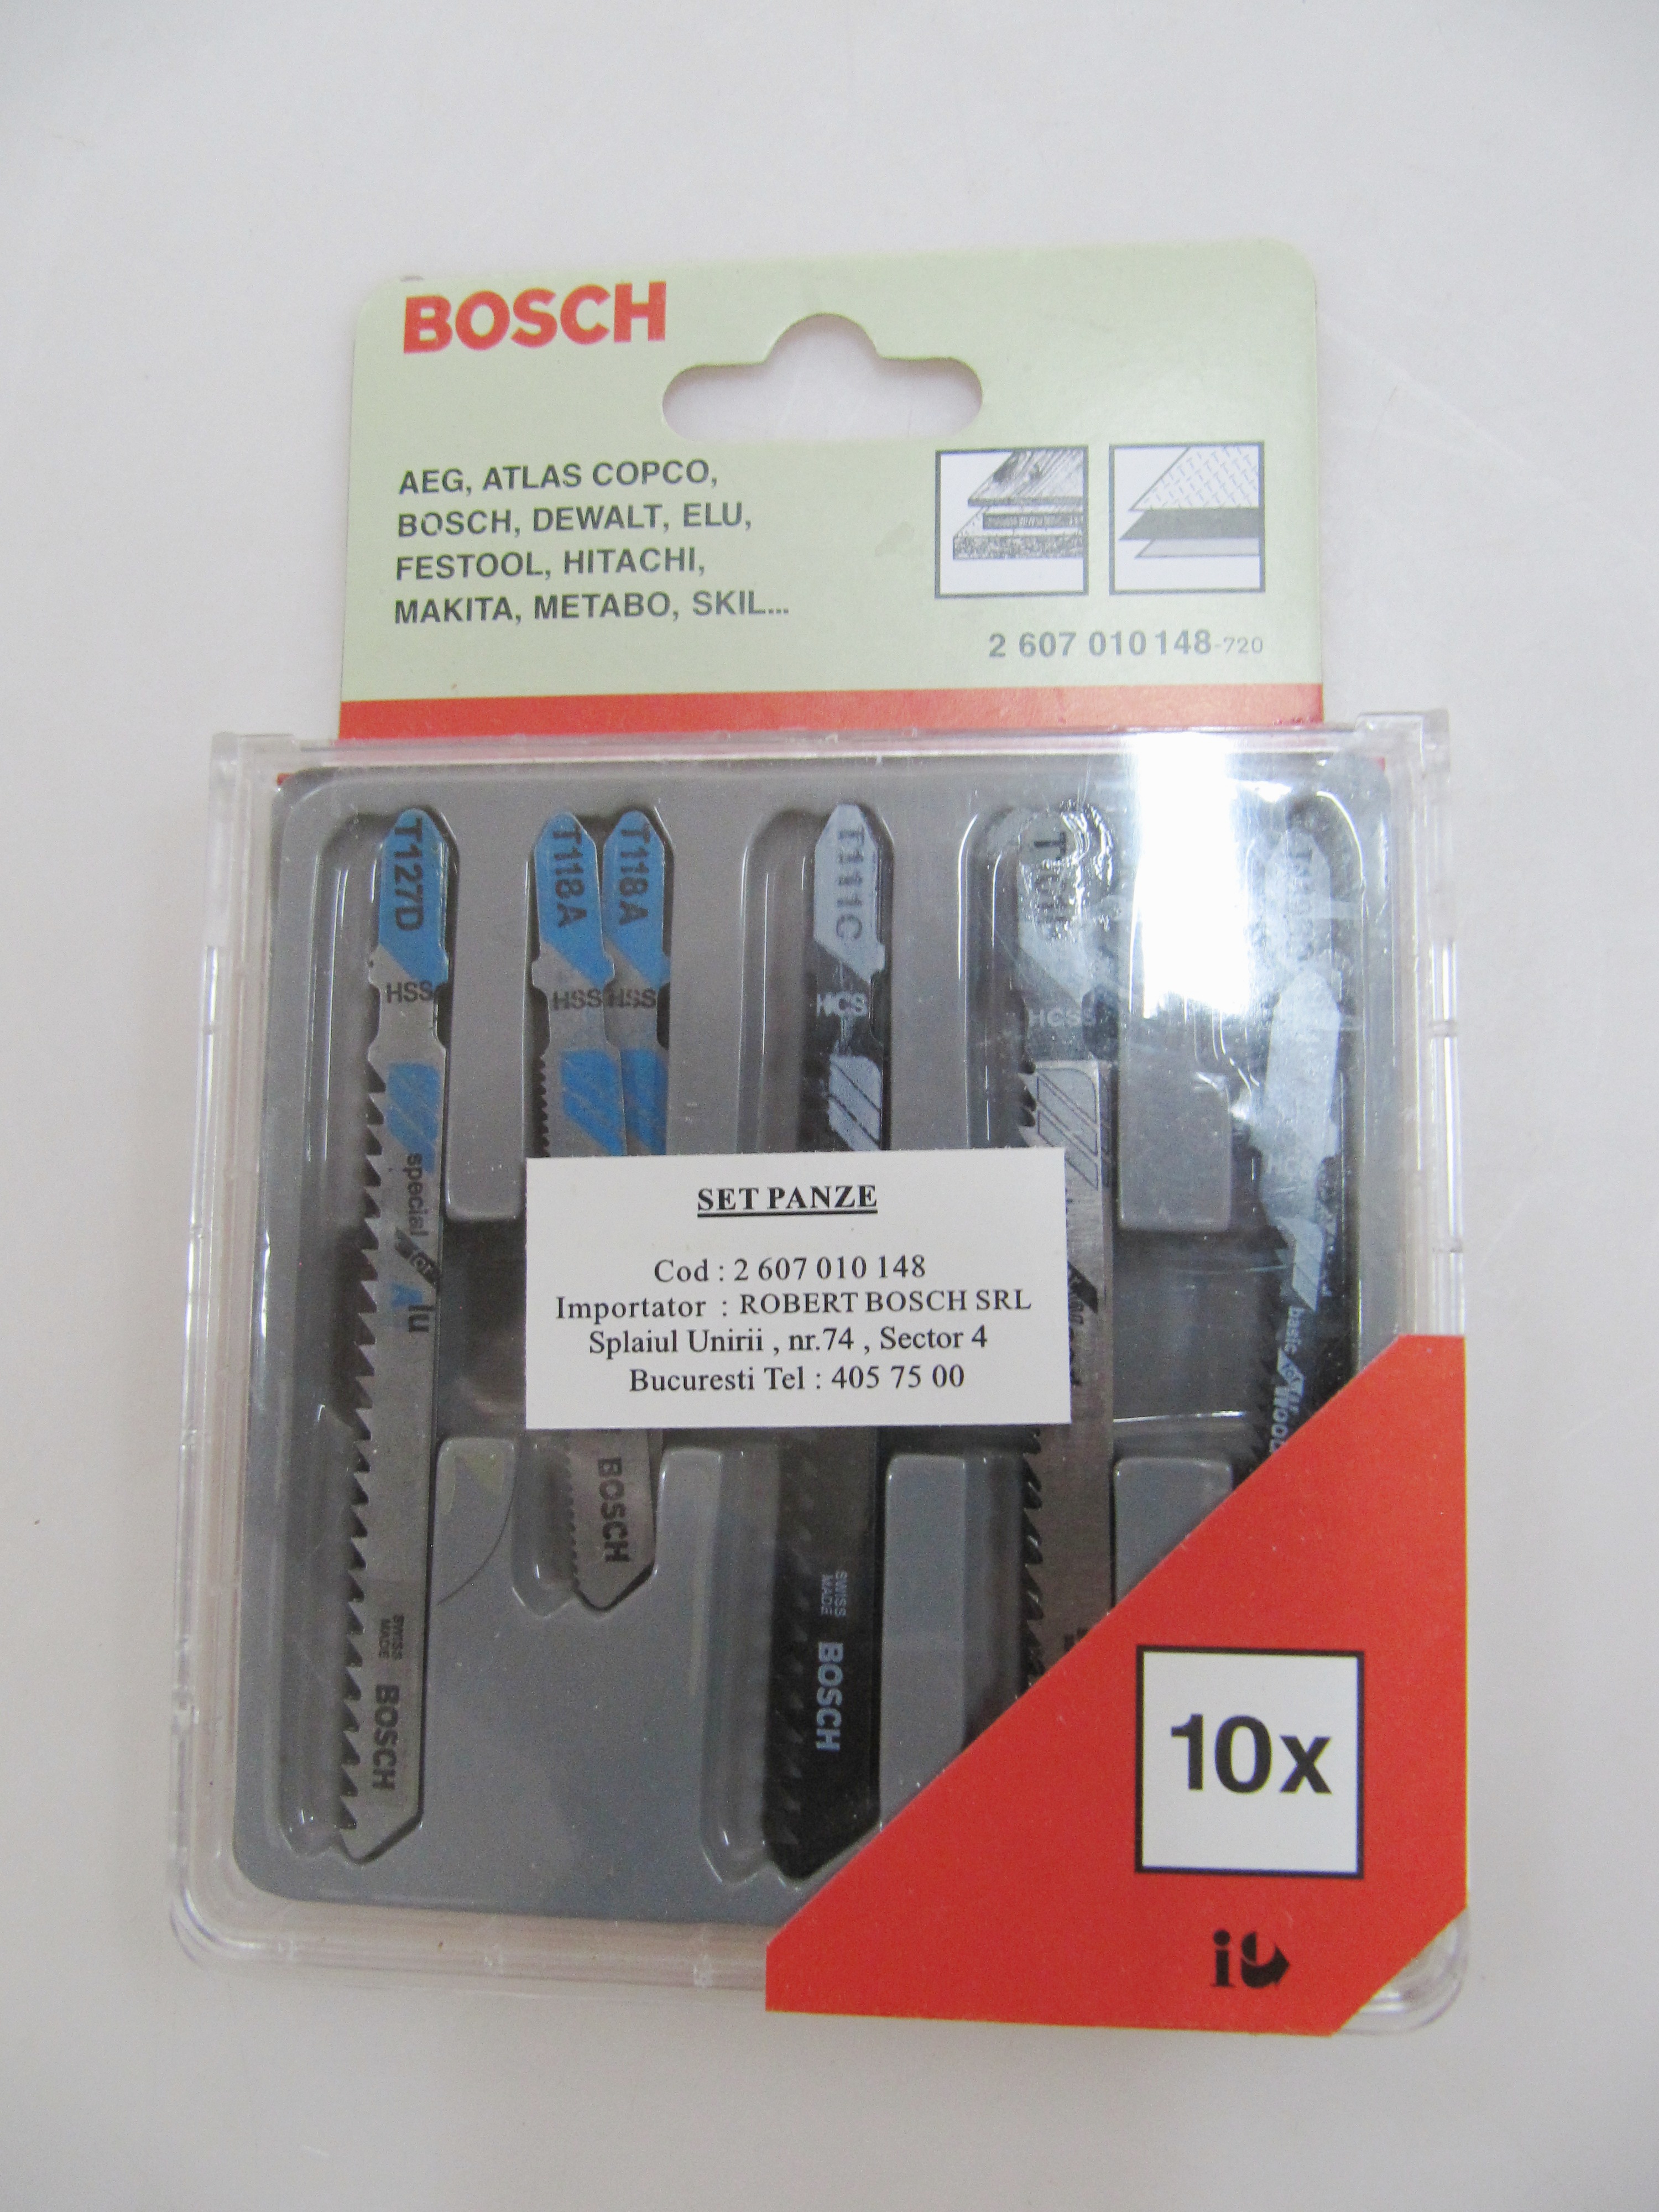 BOSCH
AEG, ATLAS COPCO,
BOSCH, DEWALT, ELU,
FESTOOL, HITACHI,
MAKITA, METABO, SKIL...
2 607 010 148-720
T127D
T118A
T118A
T111C
HSS
HSS
HSS
HCS
HCS
special for Alu
SET PANZE
Cod : 2 607 010 148
Importator : ROBERT BOSCH SRL
Splaiul Unirii , nr.74 , Sector 4
Bucuresti Tel : 405 75 00
basic for Wood
BOSCH
SWISS MADE
BOSCH
SWISS MADE
BOSCH
10x